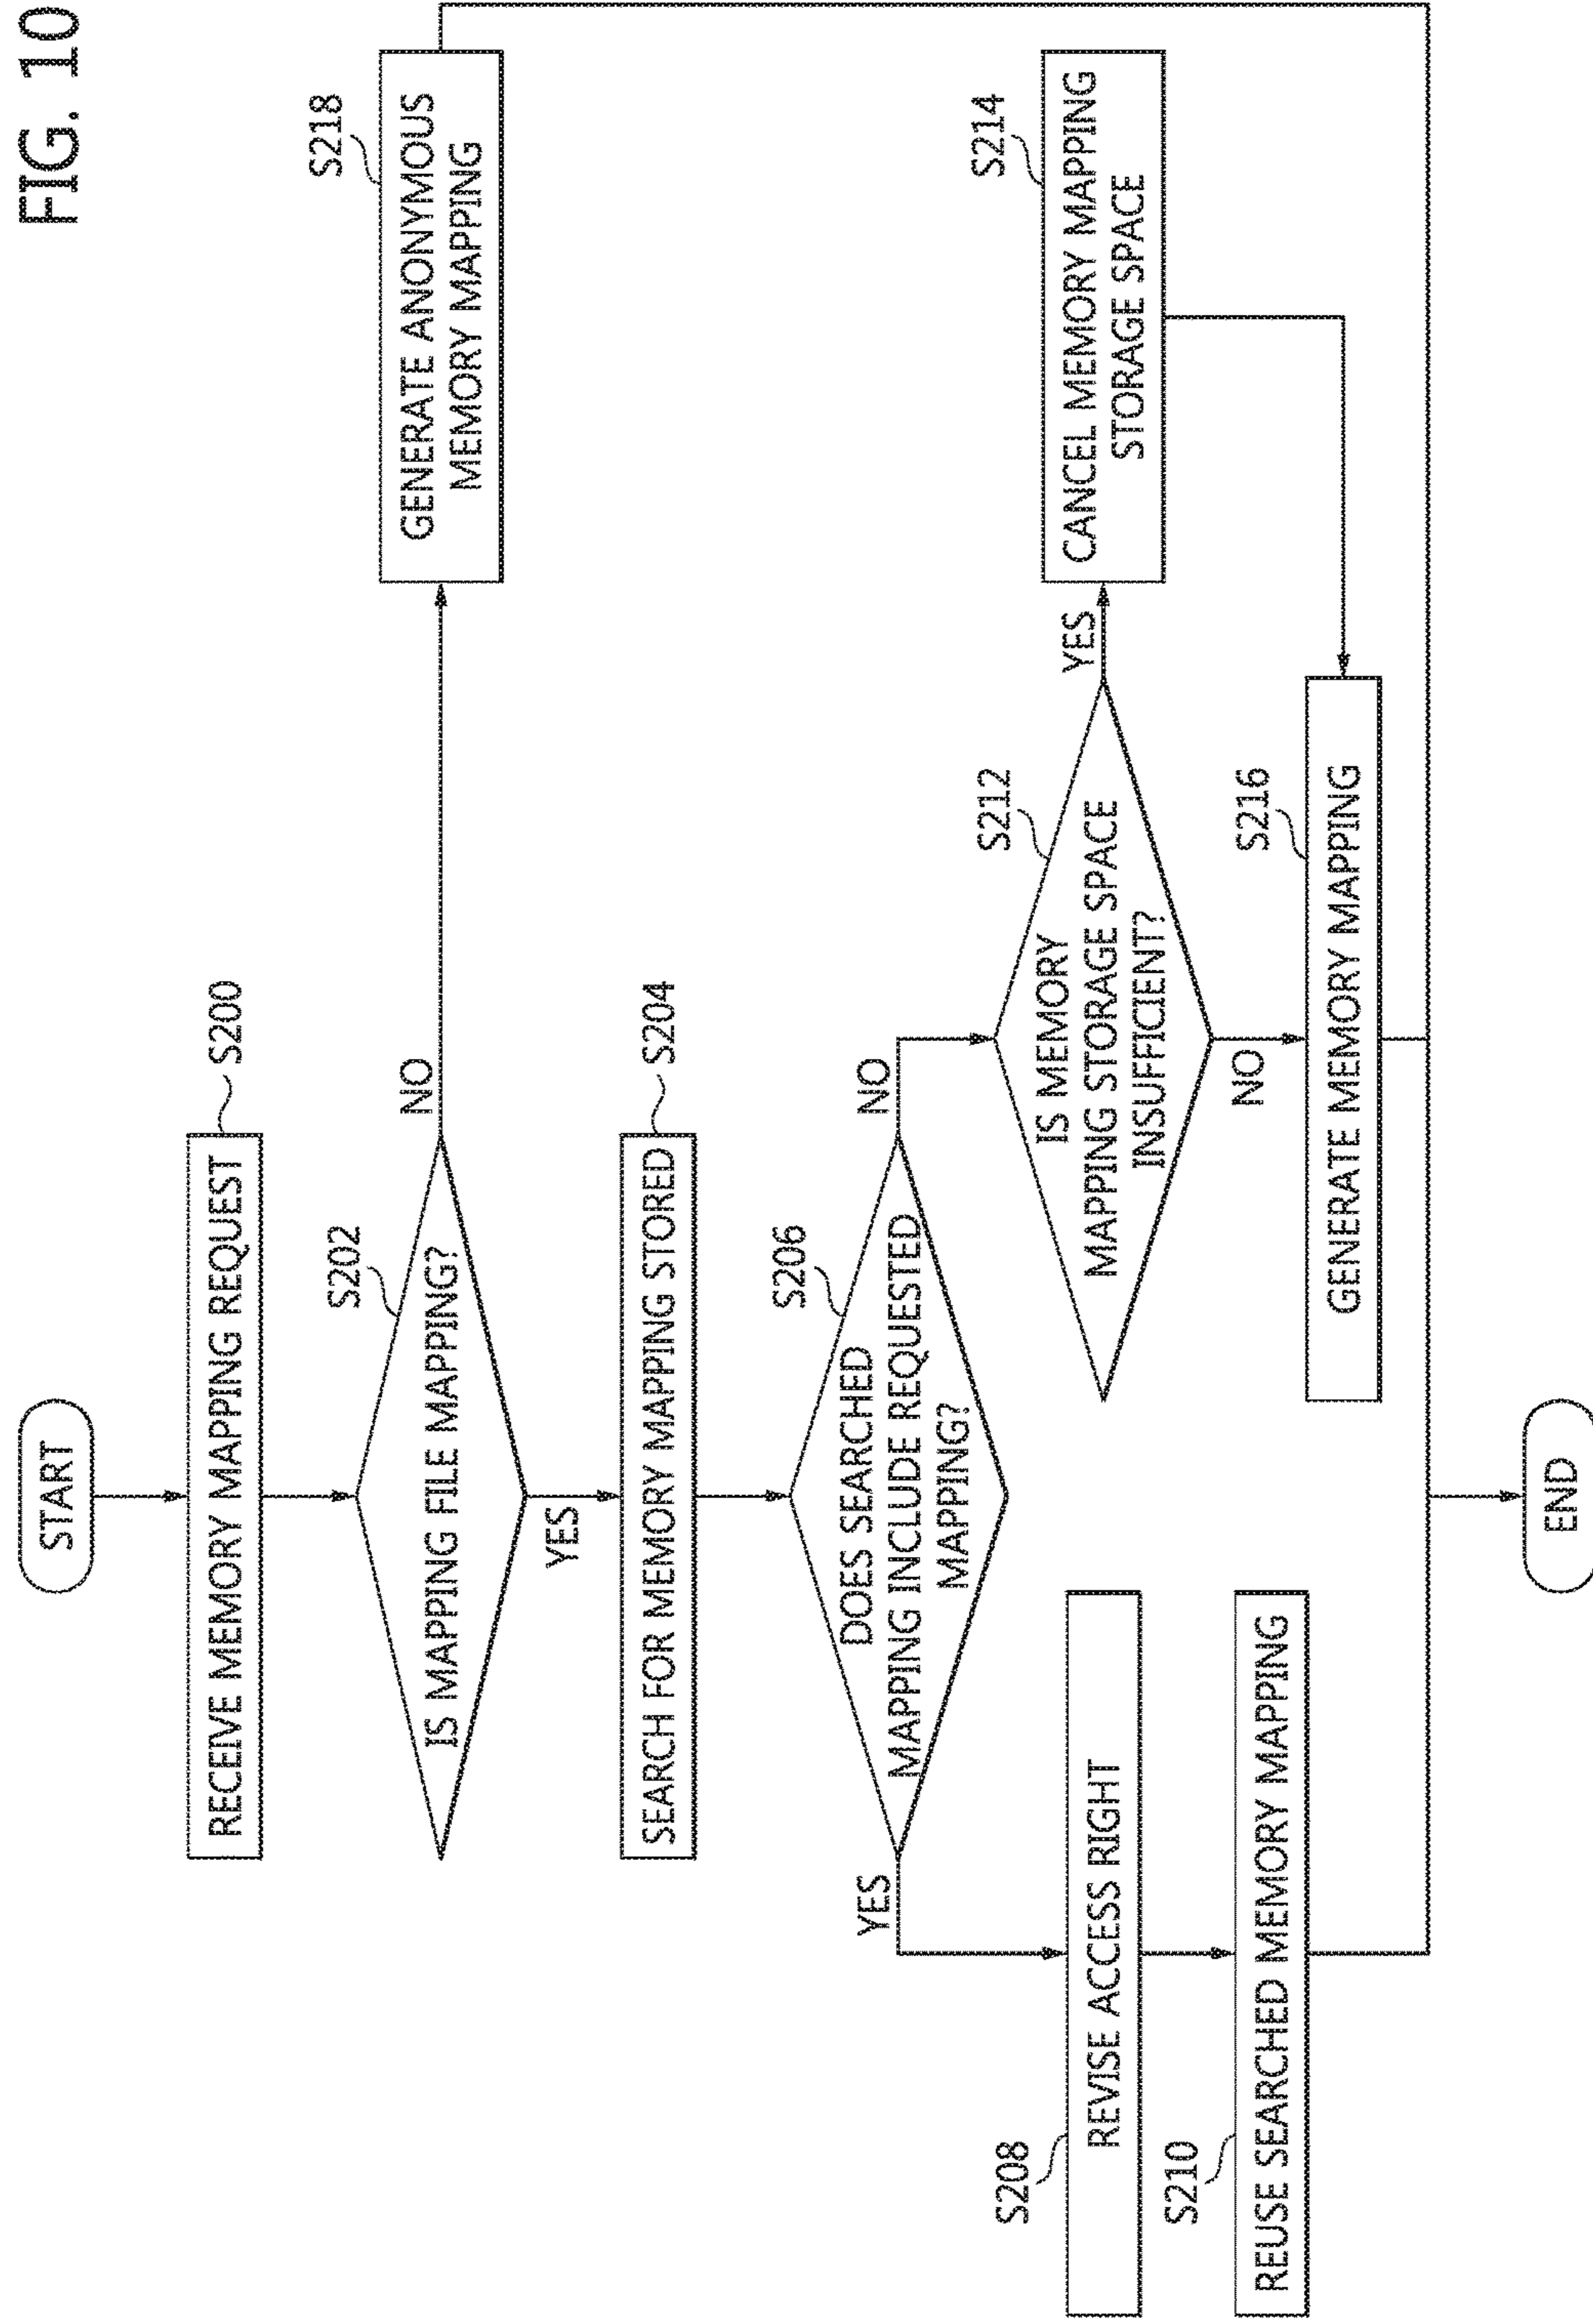 FIG. 10
START
RECEIVE MEMORY MAPPING REQUEST
S200
IS MAPPING FILE MAPPING?
S202
NO
YES
GENERATE ANONYMOUS
MEMORY MAPPING
S218
SEARCH FOR MEMORY MAPPING STORED
S204
DOES SEARCHED
MAPPING INCLUDE REQUESTED
MAPPING?
S206
YES
NO
S208
REVISE ACCESS RIGHT
S210
REUSE SEARCHED MEMORY MAPPING
IS MEMORY
MAPPING STORAGE SPACE
INSUFFICIENT?
S212
YES
NO
CANCEL MEMORY MAPPING
STORAGE SPACE
S214
GENERATE MEMORY MAPPING
S216
END